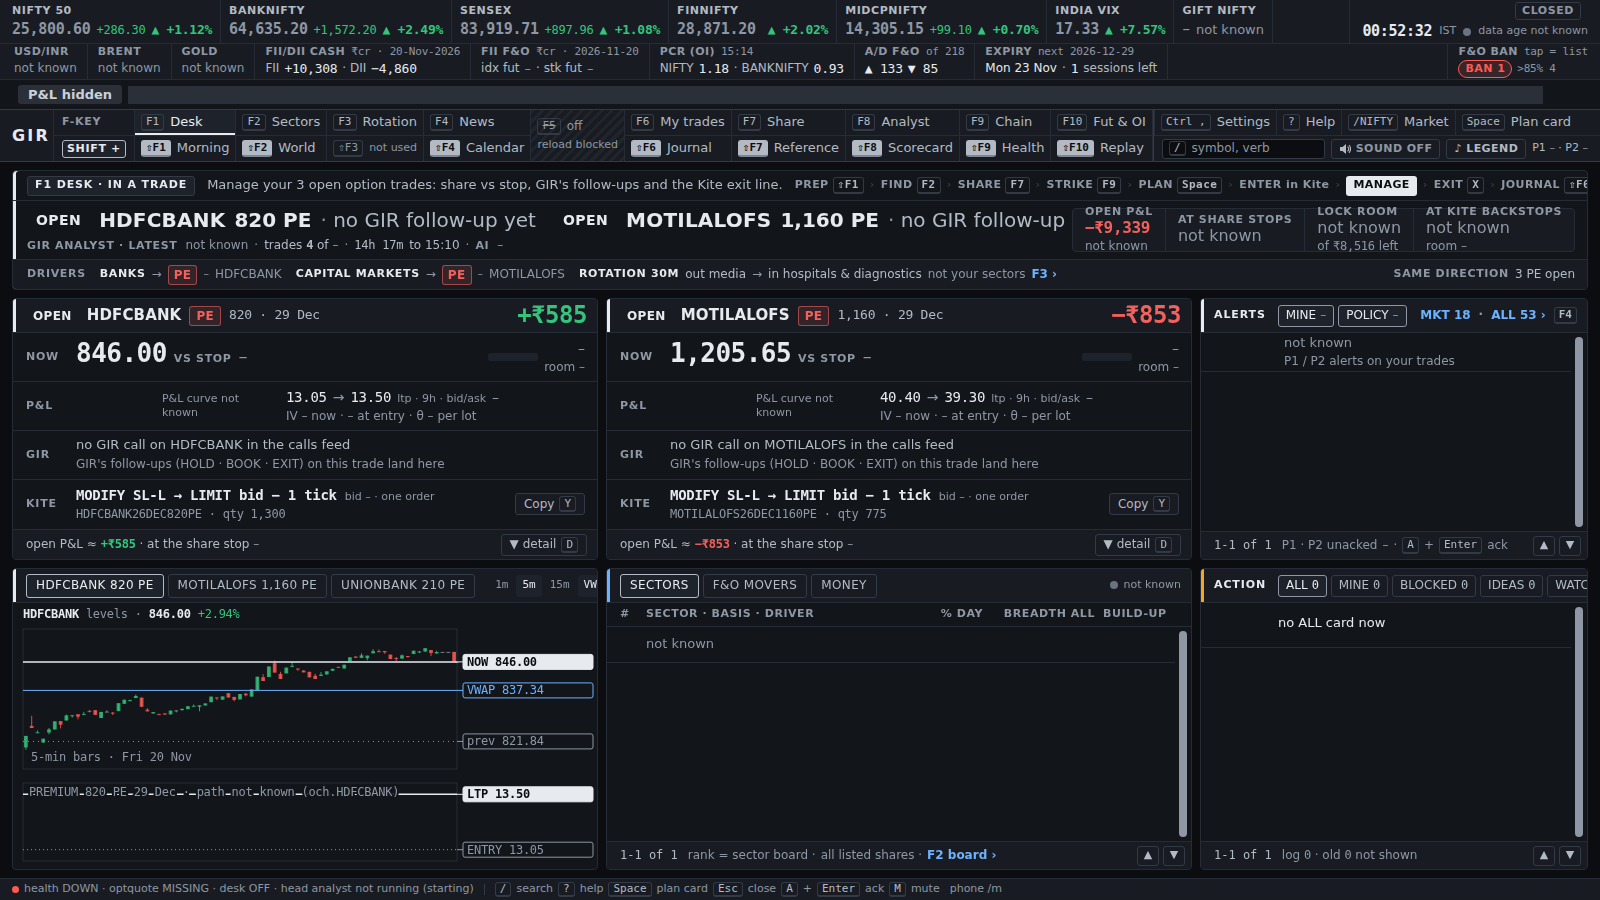 NIFTY 50
25,800.60 +286.30 ▲ +1.12%
BANKNIFTY
64,635.20 +1,572.20 ▲ +2.49%
SENSEX
83,919.71 +897.96 ▲ +1.08%
FINNIFTY
28,871.20 ▲ +2.02%
MIDCPNIFTY
14,305.15 +99.10 ▲ +0.70%
INDIA VIX
17.33 ▲ +7.57%
GIFT NIFTY
– not known
CLOSED
00:52:32 IST ● data age not known
USD/INR
not known
BRENT
not known
GOLD
not known
FII/DII CASH ₹cr · 20-Nov-2026
FII +10,308 · DII −4,860
FII F&O ₹cr · 2026-11-20
idx fut – · stk fut –
PCR (OI) 15:14
NIFTY 1.18 · BANKNIFTY 0.93
A/D F&O of 218
▲ 133 ▼ 85
EXPIRY next 2026-12-29
Mon 23 Nov · 1 sessions left
F&O BAN tap = list
BAN 1 >85% 4
P&L hidden
GIR
F-KEY
F1 Desk
F2 Sectors
F3 Rotation
F4 News
F5 off
reload blocked
F6 My trades
F7 Share
F8 Analyst
F9 Chain
F10 Fut & OI
Ctrl , Settings
? Help
/NIFTY Market
Space Plan card
SHIFT +
⇧F1 Morning
⇧F2 World
⇧F3 not used
⇧F4 Calendar
⇧F6 Journal
⇧F7 Reference
⇧F8 Scorecard
⇧F9 Health
⇧F10 Replay
/ symbol, verb
SOUND OFF
♪ LEGEND
P1 – · P2 –
F1 DESK · IN A TRADE Manage your 3 open option trades: share vs stop, GIR's follow-ups and the Kite exit line.
PREP ⇧F1 › FIND F2 › SHARE F7 › STRIKE F9 › PLAN Space › ENTER in Kite › MANAGE › EXIT X › JOURNAL
OPEN HDFCBANK 820 PE · no GIR follow-up yet OPEN MOTILALOFS 1,160 PE · no GIR follow-up
GIR ANALYST · LATEST not known · trades 4 of – · 14h 17m to 15:10 · AI –
OPEN P&L
−₹9,339
not known
AT SHARE STOPS
not known
LOCK ROOM
not known
of ₹8,516 left
AT KITE BACKSTOPS
not known
room –
DRIVERS BANKS → PE – HDFCBANK CAPITAL MARKETS → PE – MOTILALOFS ROTATION 30M out media → in hospitals & diagnostics not your sectors F3 ›
SAME DIRECTION 3 PE open
OPEN HDFCBANK PE 820 · 29 Dec +₹585
NOW 846.00 VS STOP –
–
room –
P&L
P&L curve not known
13.05 → 13.50 ltp · 9h · bid/ask –
IV – now · – at entry · θ – per lot
GIR
no GIR call on HDFCBANK in the calls feed
GIR's follow-ups (HOLD · BOOK · EXIT) on this trade land here
KITE
MODIFY SL-L → LIMIT bid − 1 tick bid – · one order
HDFCBANK26DEC820PE · qty 1,300
Copy Y
open P&L ≈ +₹585 · at the share stop –
▼ detail D
OPEN MOTILALOFS PE 1,160 · 29 Dec −₹853
NOW 1,205.65 VS STOP –
–
room –
P&L
P&L curve not known
40.40 → 39.30 ltp · 9h · bid/ask –
IV – now · – at entry · θ – per lot
GIR
no GIR call on MOTILALOFS in the calls feed
GIR's follow-ups (HOLD · BOOK · EXIT) on this trade land here
KITE
MODIFY SL-L → LIMIT bid − 1 tick bid – · one order
MOTILALOFS26DEC1160PE · qty 775
Copy Y
open P&L ≈ −₹853 · at the share stop –
▼ detail D
ALERTS MINE – POLICY – MKT 18 · ALL 53 › F4
not known
P1 / P2 alerts on your trades
1-1 of 1 P1 · P2 unacked – · A + Enter ack ▲ ▼
HDFCBANK 820 PE MOTILALOFS 1,160 PE UNIONBANK 210 PE 1m 5m 15m VW
HDFCBANK levels · 846.00 +2.94%
NOW 846.00
VWAP 837.34
prev 821.84
5-min bars · Fri 20 Nov
PREMIUM 820 PE 29 Dec · path not known (och.HDFCBANK)
LTP 13.50
ENTRY 13.05
SECTORS F&O MOVERS MONEY ● not known
# SECTOR · BASIS · DRIVER % DAY BREADTH ALL BUILD-UP
not known
1-1 of 1 rank = sector board · all listed shares · F2 board › ▲ ▼
ACTION ALL 0 MINE 0 BLOCKED 0 IDEAS 0
no ALL card now
1-1 of 1 log 0 · old 0 not shown ▲ ▼
● health DOWN · optquote MISSING · desk OFF · head analyst not running (starting) | / search ? help Space plan card Esc close A + Enter ack M mute phone /m